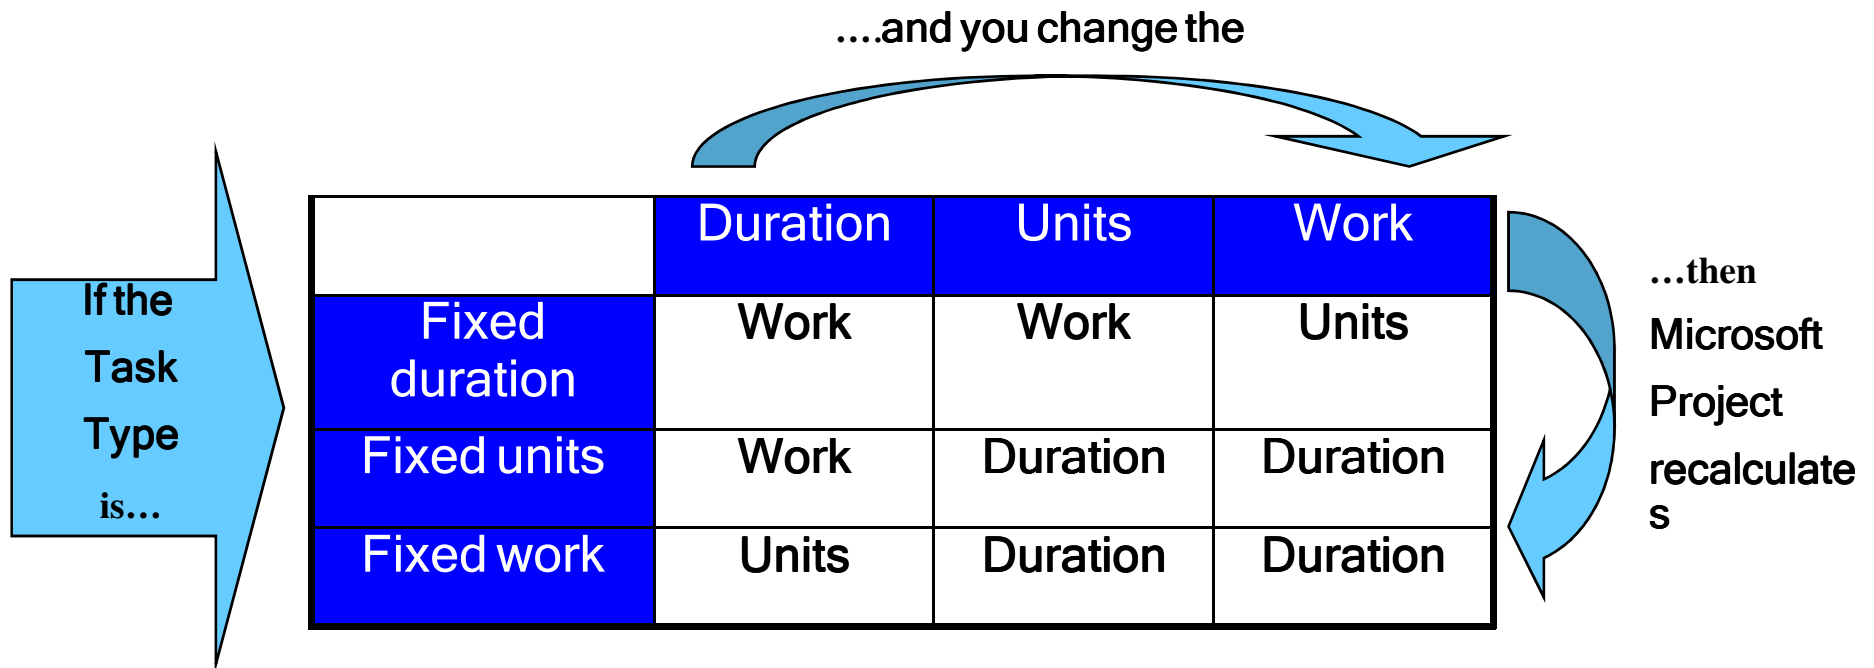 ....and you change the
If the
Task
Type
is...
Duration Units Work
Fixed
duration
Work Work Units
Fixed units Work Duration Duration
Fixed work Units Duration Duration
...then
Microsoft
Project
recalculate
s